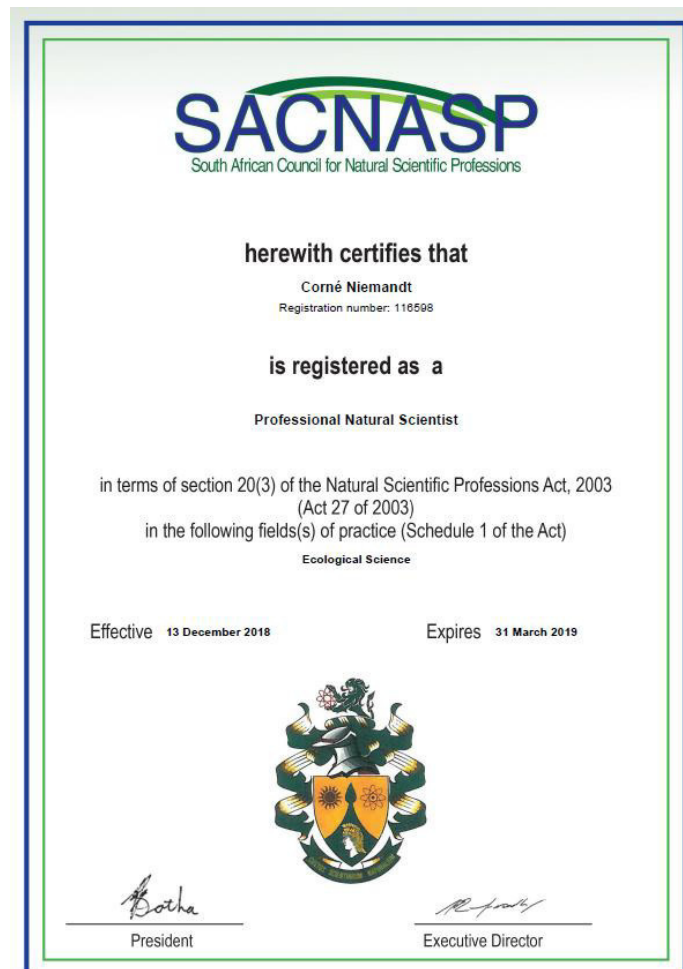 SACNASP
South African Council for Natural Scientific Professions
herewith certifies that
Corné Niemandt
Registration number: 116598
is registered as a
Professional Natural Scientist
in terms of section 20(3) of the Natural Scientific Professions Act, 2003
(Act 27 of 2003)
in the following fields(s) of practice (Schedule 1 of the Act)
Ecological Science
Effective 13 December 2018 Expires 31 March 2019
Botha
President Executive Director